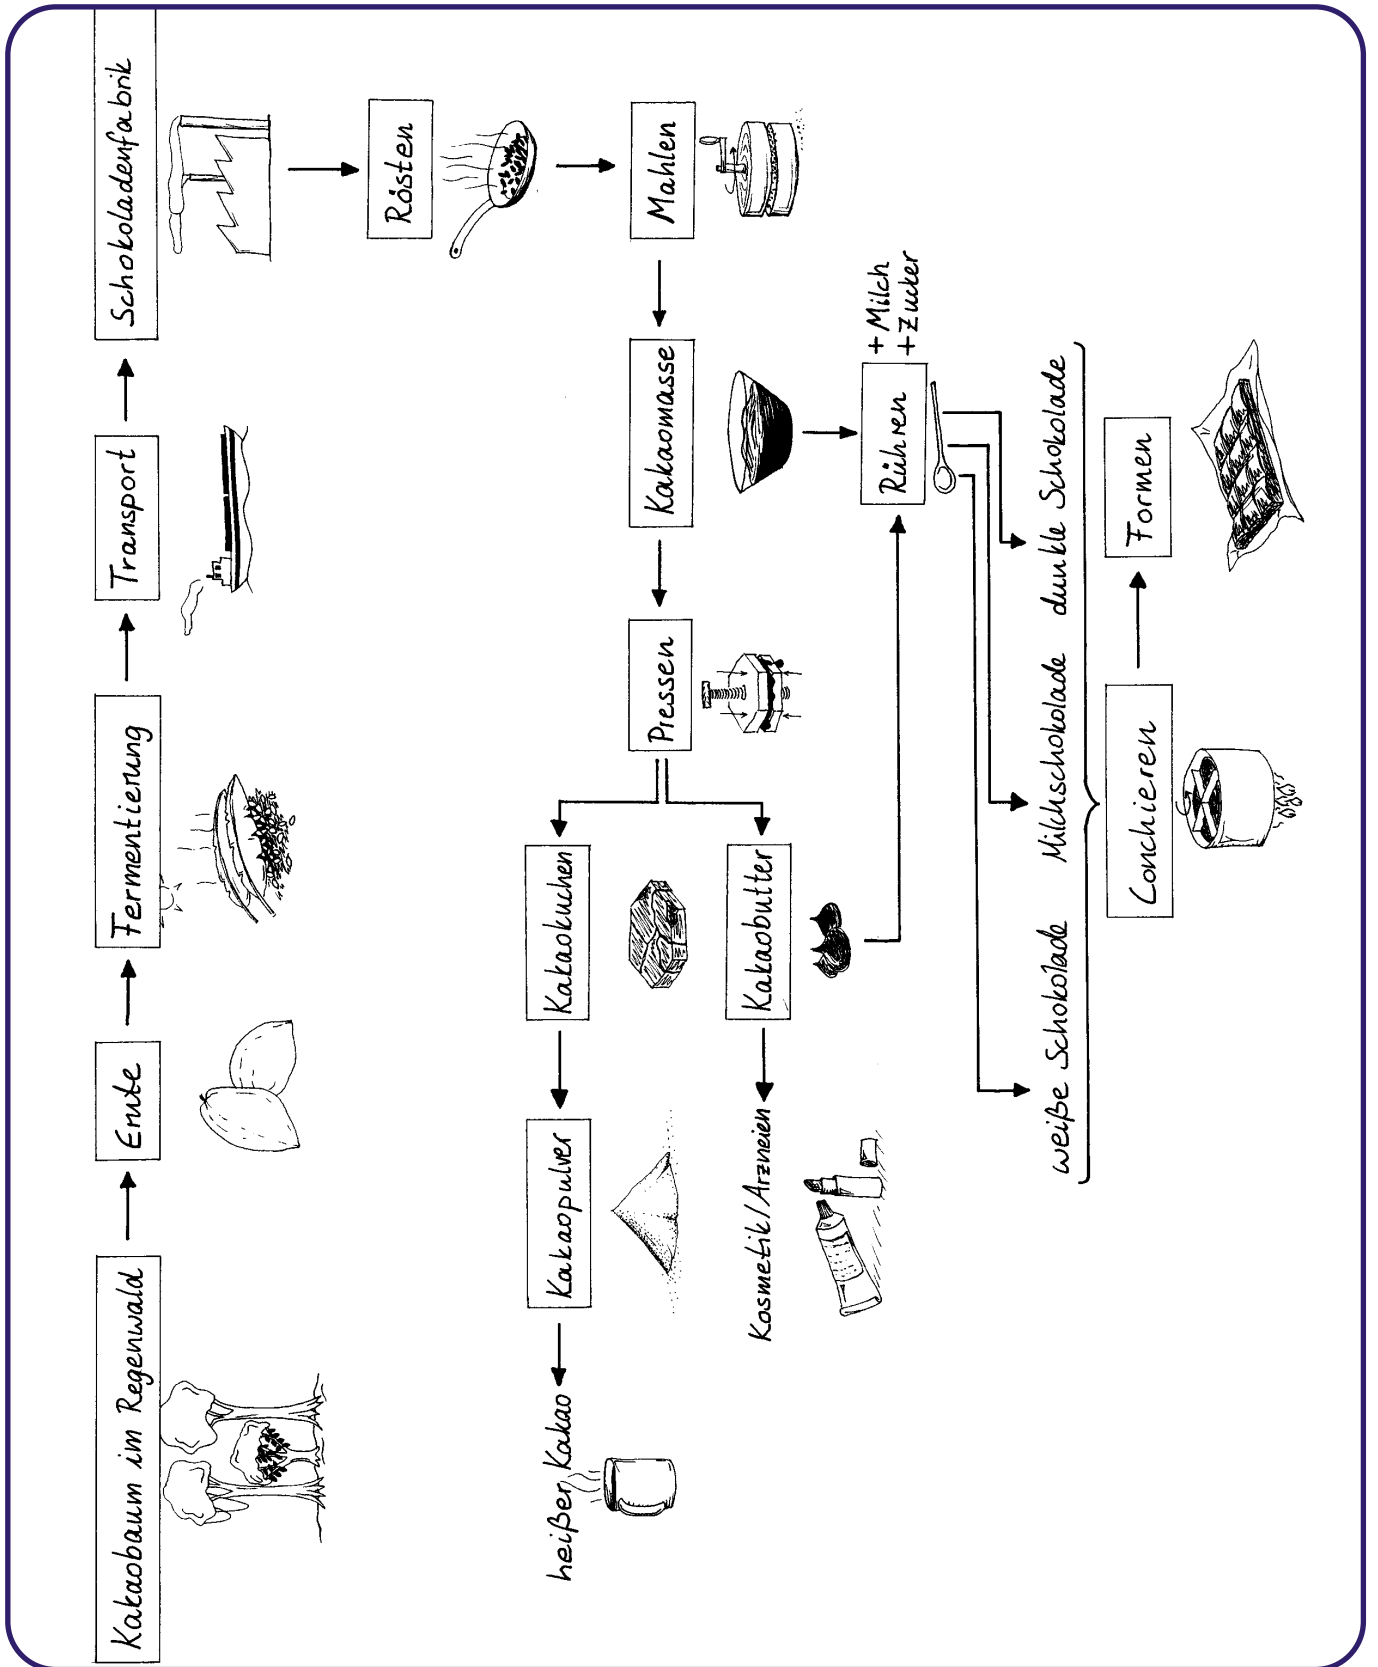 Kakaobaum im Regenwald
Ernte
Fermentierung
Transport
Schokoladenfabrik
Rösten
Mahlen
Kakaomasse
Pressen
Kakaokuchen
Kakaopulver
heißer Kakao
Kakaobutter
Kosmetik/Arzneien
Rühren
+ Milch
+ Zucker
weiße Schokolade
Milchschokolade
dunkle Schokolade
Conchieren
Formen